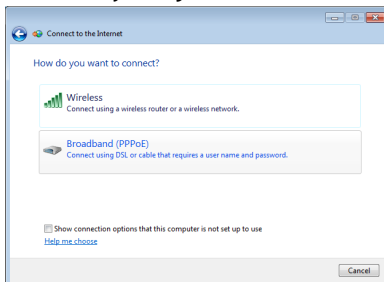 Connect to the Internet
How do you want to connect?
Wireless
Connect using a wireless router or a wireless network.
Broadband (PPPoE)
Connect using DSL or cable that requires a user name and password.
Show connection options that this computer is not set up to use
Help me choose
Cancel